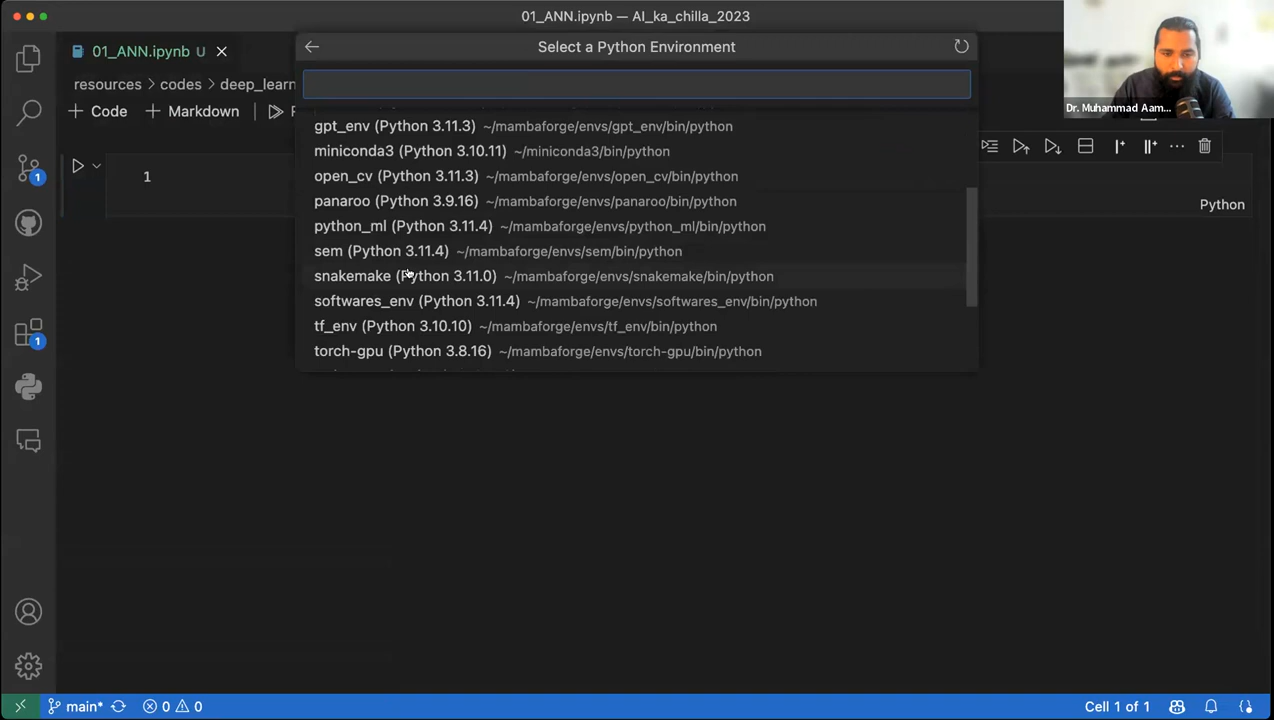 01_ANN.ipynb — AI_ka_chilla_2023
01_ANN.ipynb U
Select a Python Environment
resources > codes > deep_learn
+ Code + Markdown
Dr. Muhammad Aam...
gpt_env (Python 3.11.3) ~/mambaforge/envs/gpt_env/bin/python
miniconda3 (Python 3.10.11) ~/miniconda3/bin/python
open_cv (Python 3.11.3) ~/mambaforge/envs/open_cv/bin/python
panaroo (Python 3.9.16) ~/mambaforge/envs/panaroo/bin/python
python_ml (Python 3.11.4) ~/mambaforge/envs/python_ml/bin/python
sem (Python 3.11.4) ~/mambaforge/envs/sem/bin/python
snakemake (Python 3.11.0) ~/mambaforge/envs/snakemake/bin/python
softwares_env (Python 3.11.4) ~/mambaforge/envs/softwares_env/bin/python
tf_env (Python 3.10.10) ~/mambaforge/envs/tf_env/bin/python
torch-gpu (Python 3.8.16) ~/mambaforge/envs/torch-gpu/bin/python
1
Python
1
1
main* 0 0
Cell 1 of 1